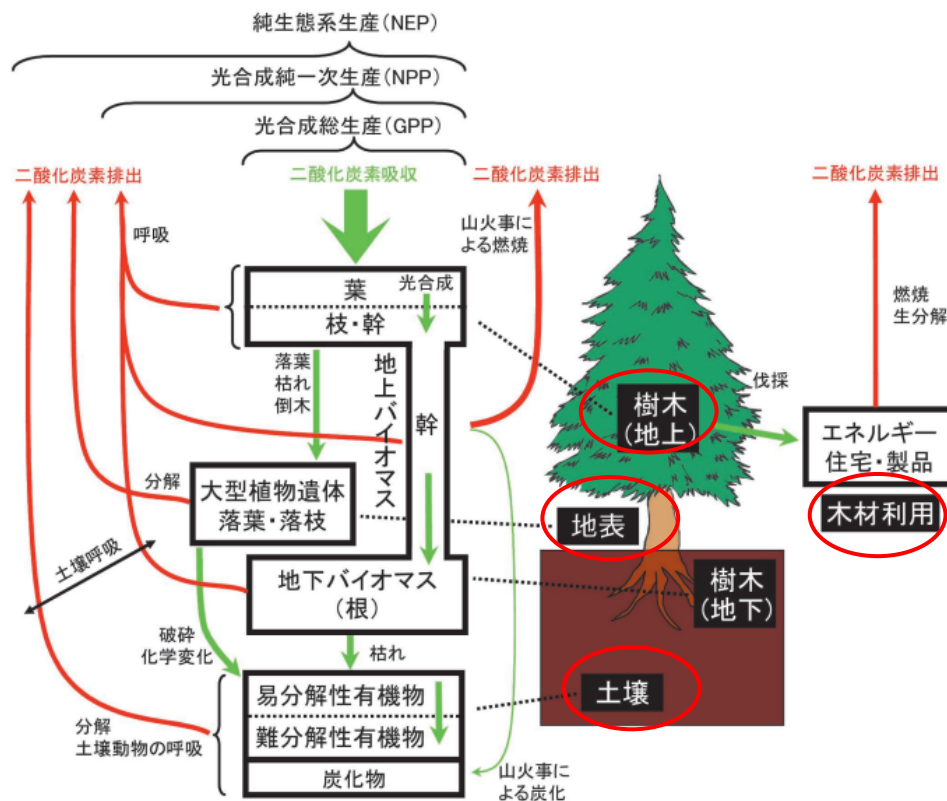 純生態系生産(NEP)
光合成純一次生産(NPP)
光合成総生産(GPP)
二酸化炭素排出
二酸化炭素吸収
二酸化炭素排出
二酸化炭素排出
呼吸
山火事に
よる燃焼
葉
光合成
枝・幹
燃焼
生分解
落葉
枯れ
倒木
地上バイオマス
幹
樹木
(地上)
伐採
エネルギー
住宅・製品
木材利用
分解
大型植物遺体
落葉・落枝
地表
土壌呼吸
地下バイオマス
(根)
樹木
(地下)
破砕
化学変化
枯れ
易分解性有機物
難分解性有機物
炭化物
土壌
分解
土壌動物の呼吸
山火事に
よる炭化